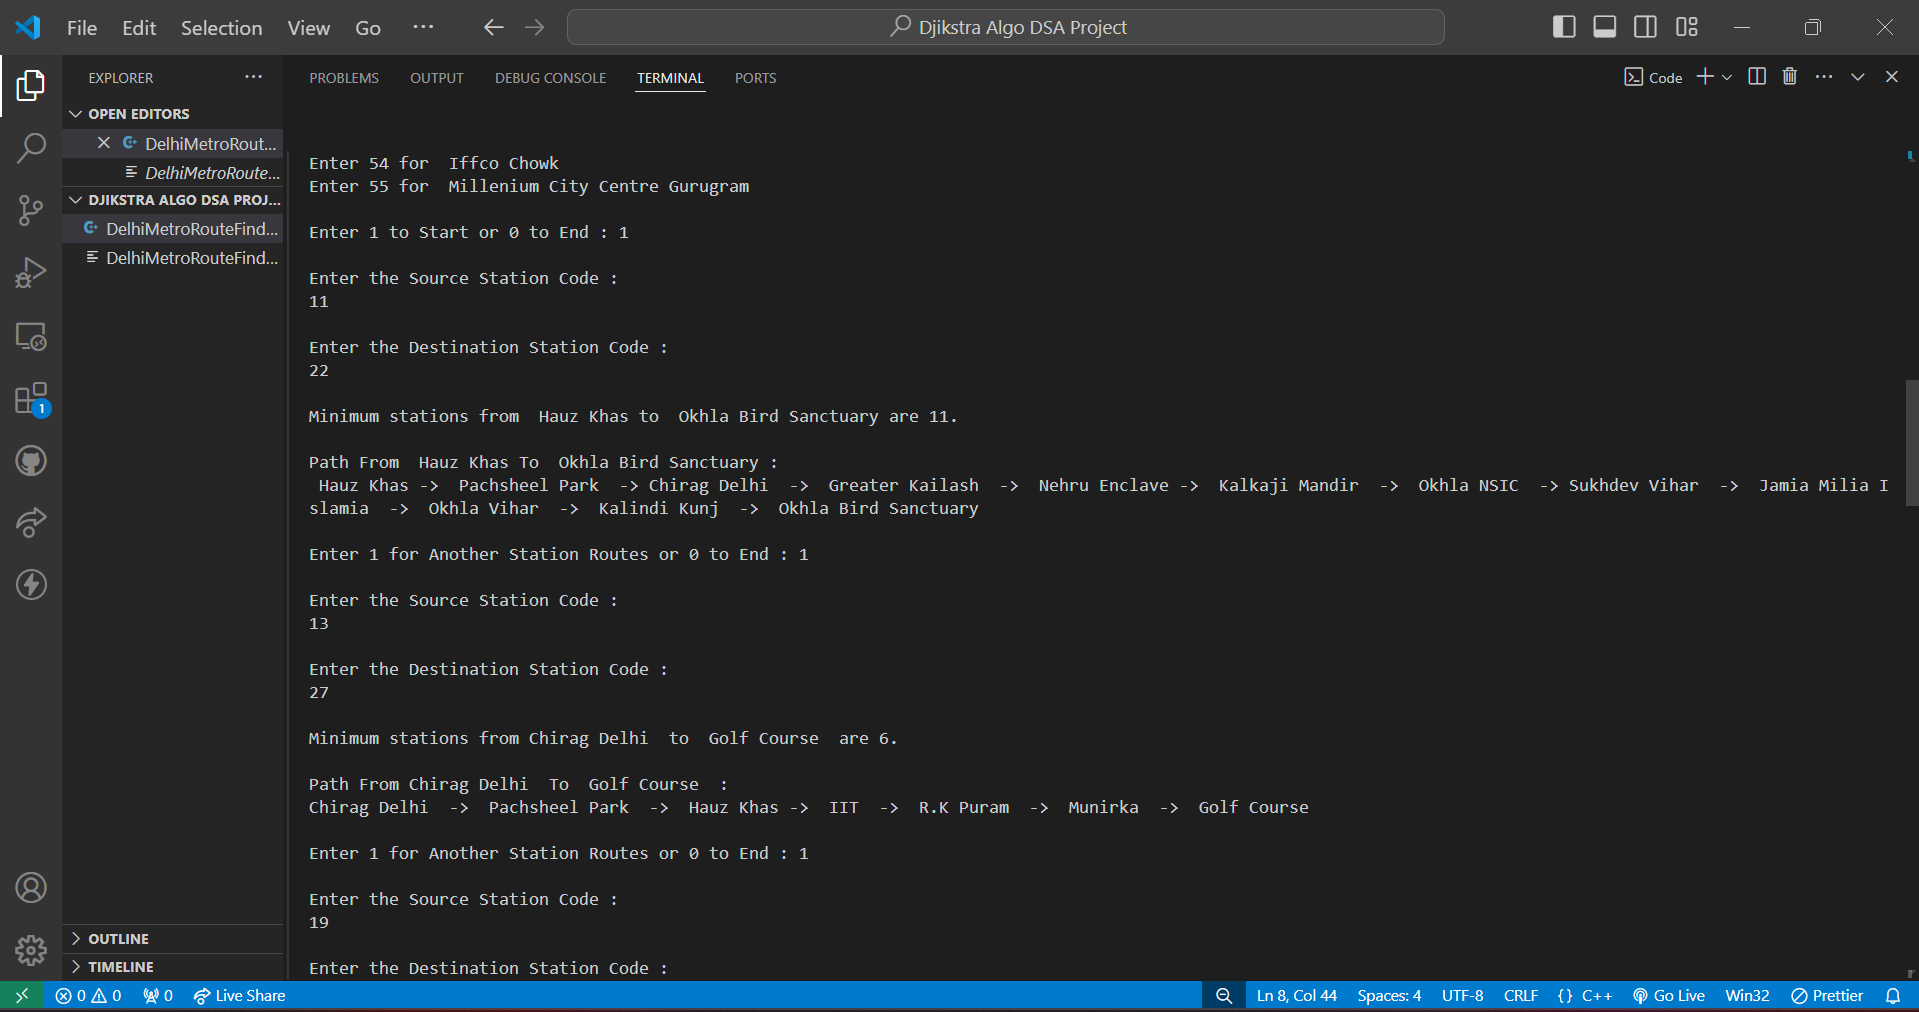 File Edit Selection View Go ··· Djikstra Algo DSA Project
EXPLORER ···
OPEN EDITORS
DelhiMetroRout...
DelhiMetroRoute...
DJIKSTRA ALGO DSA PROJ...
DelhiMetroRouteFind...
DelhiMetroRouteFind...
1
OUTLINE
TIMELINE
PROBLEMS OUTPUT DEBUG CONSOLE TERMINAL PORTS Code ···
Enter 54 for  Iffco Chowk
Enter 55 for  Millenium City Centre Gurugram
Enter 1 to Start or 0 to End : 1
Enter the Source Station Code :
11
Enter the Destination Station Code :
22
Minimum stations from  Hauz Khas to  Okhla Bird Sanctuary are 11.
Path From  Hauz Khas To  Okhla Bird Sanctuary :
 Hauz Khas ->  Pachsheel Park  -> Chirag Delhi  ->  Greater Kailash  ->  Nehru Enclave ->  Kalkaji Mandir  ->  Okhla NSIC  -> Sukhdev Vihar  ->  Jamia Milia I
slamia  ->  Okhla Vihar  ->  Kalindi Kunj  ->  Okhla Bird Sanctuary
Enter 1 for Another Station Routes or 0 to End : 1
Enter the Source Station Code :
13
Enter the Destination Station Code :
27
Minimum stations from Chirag Delhi  to  Golf Course  are 6.
Path From Chirag Delhi  To  Golf Course  :
Chirag Delhi  ->  Pachsheel Park  ->  Hauz Khas ->  IIT  ->  R.K Puram  ->  Munirka  ->  Golf Course
Enter 1 for Another Station Routes or 0 to End : 1
Enter the Source Station Code :
19
Enter the Destination Station Code :
0 0 0 Live Share Ln 8, Col 44 Spaces: 4 UTF-8 CRLF {} C++ Go Live Win32 Prettier